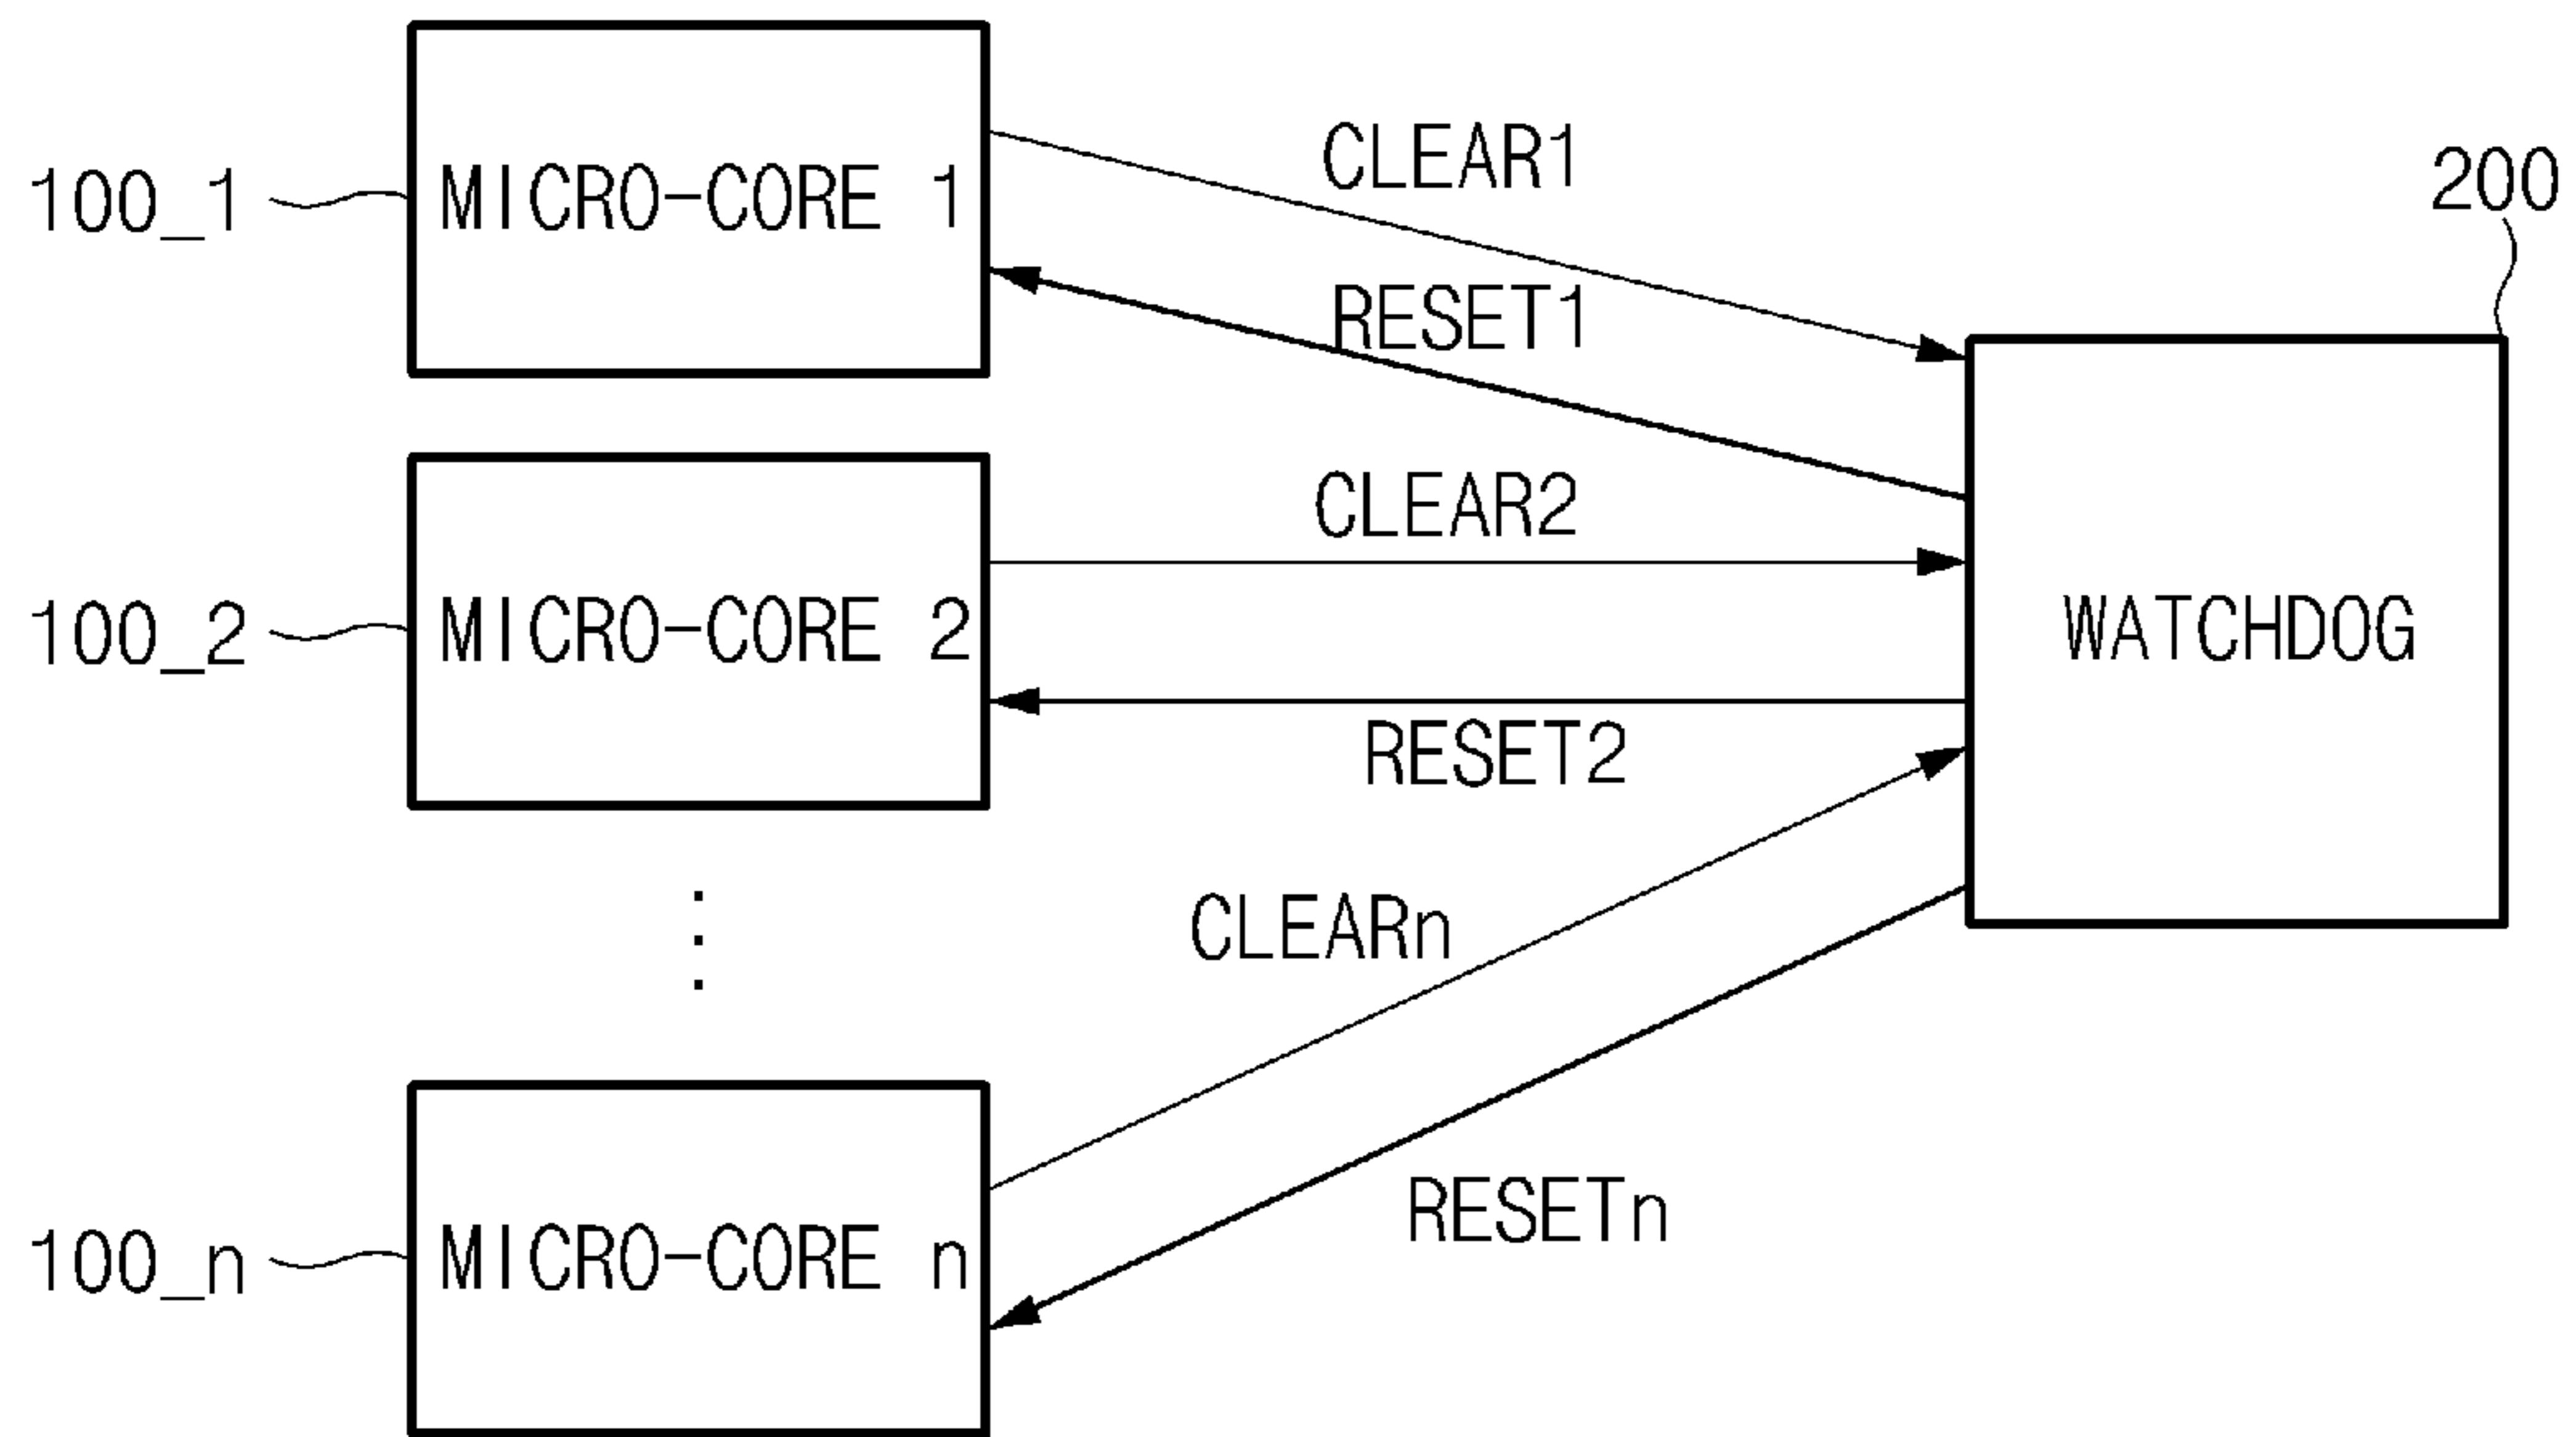 CLEAR1
200
100_1
MICRO-CORE 1
RESET1
CLEAR2
100_2
MICRO-CORE 2
WATCHDOG
RESET2
CLEARn
RESETn
100_n
MICRO-CORE n